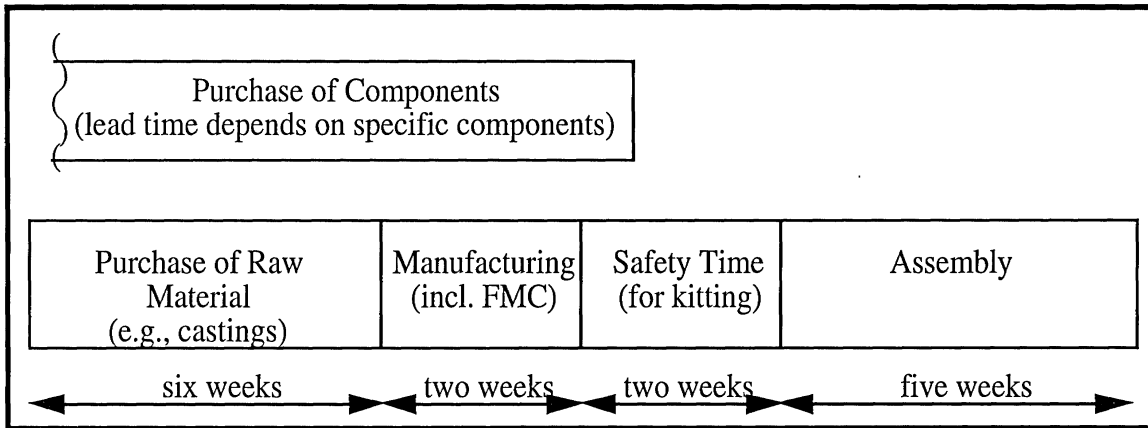 Purchase of Components
(lead time depends on specific components)
Purchase of Raw
Material
(e.g., castings)
Manufacturing
(incl. FMC)
Safety Time
(for kitting)
Assembly
six weeks
two weeks
two weeks
five weeks